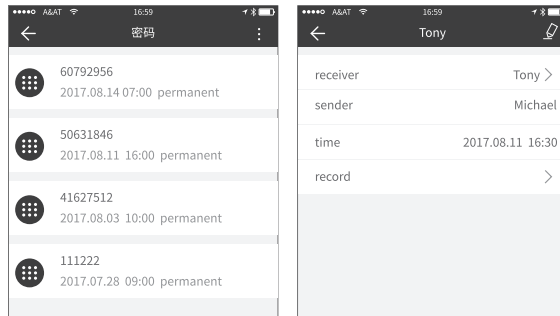 A&AT 16:59
密码
60792956
2017.08.14 07:00 permanent
50631846
2017.08.11 16:00 permanent
41627512
2017.08.03 10:00 permanent
111222
2017.07.28 09:00 permanent
A&AT 16:59
Tony
receiver Tony
sender Michael
time 2017.08.11 16:30
record